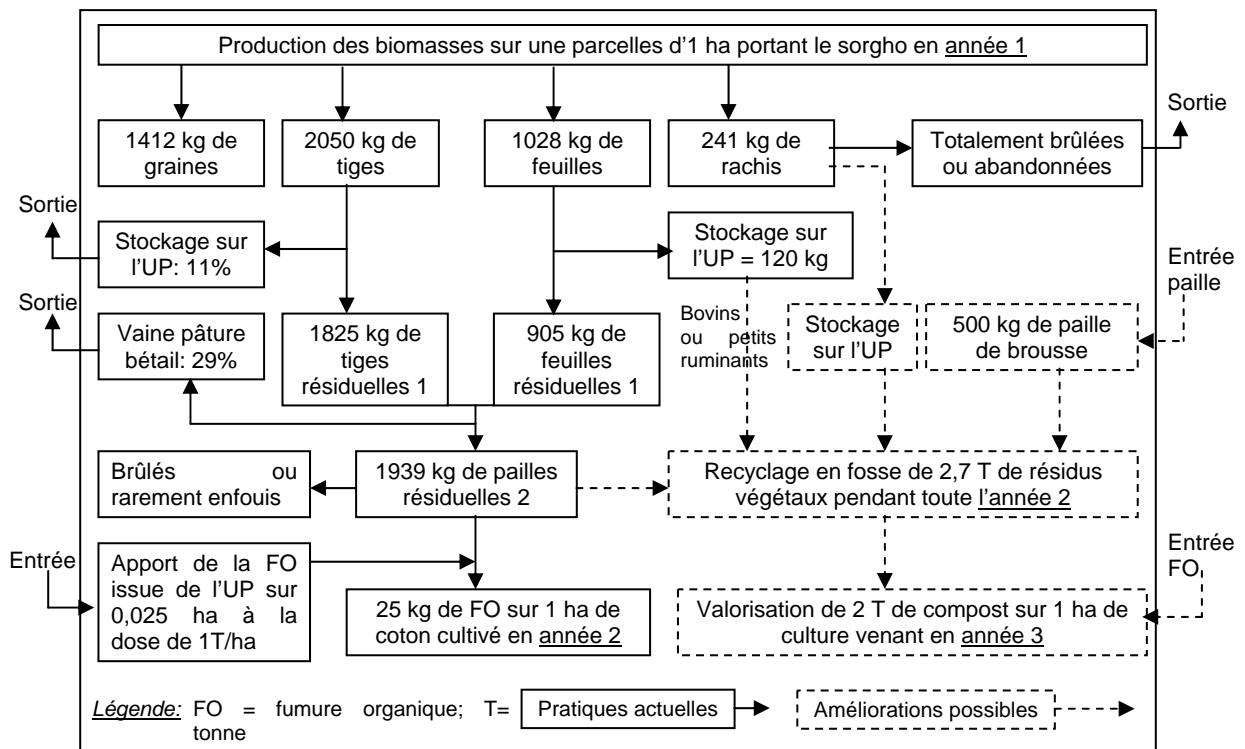 Production des biomasses sur une parcelles d'1 ha portant le sorgho en année 1
1412 kg de
graines
2050 kg de
tiges
1028 kg de
feuilles
241 kg de
rachis
Totalement brûlées
ou abandonnées
Sortie
Sortie
Stockage sur
l'UP: 11%
Stockage sur
l'UP = 120 kg
Entrée
paille
Sortie
Vaine pâture
bétail: 29%
1825 kg de
tiges
résiduelles 1
905 kg de
feuilles
résiduelles 1
Bovins
ou petits
ruminants
Stockage
sur l'UP
500 kg de paille
de brousse
Brûlés ou
rarement enfouis
1939 kg de pailles
résiduelles 2
Recyclage en fosse de 2,7 T de résidus
végétaux pendant toute l'année 2
Entrée
Apport de la FO
issue de l'UP sur
0,025 ha à la
dose de 1T/ha
25 kg de FO sur 1 ha de
coton cultivé en année 2
Valorisation de 2 T de compost sur 1 ha de
culture venant en année 3
Entrée
FO
Légende: FO = fumure organique; T=
tonne
Pratiques actuelles
Améliorations possibles